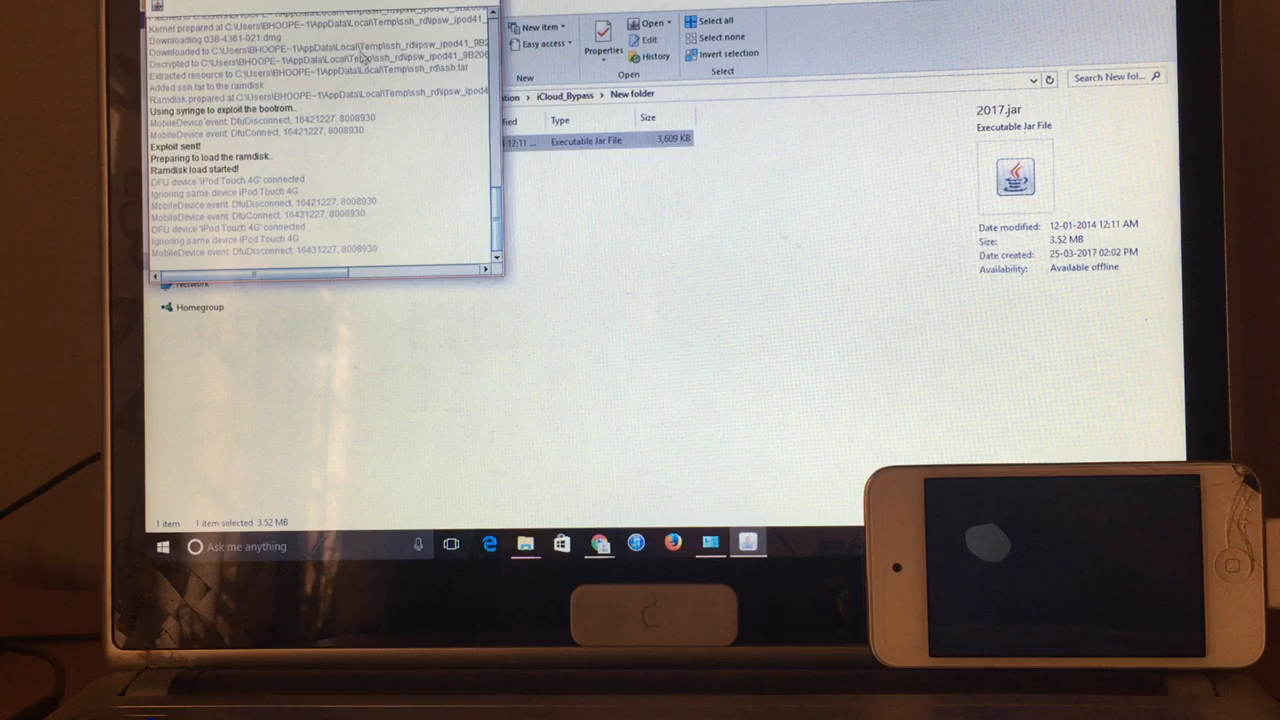 Kernel prepared at C:\Users\BHOOPE~1\AppData\Local\Temp\ssh_rd\ipsw_ipod41_
Downloading 038-4361-021.dmg
Downloaded to C:\Users\BHOOPE~1\AppData\Local\Temp\ssh_rd\ipsw_ipod41_9B2
Decrypted to C:\Users\BHOOPE~1\AppData\Local\Temp\ssh_rd\ipsw_ipod41_9B206
Extracted resource to C:\Users\BHOOPE~1\AppData\Local\Temp\ssh_rd\ssh.tar
Added ssh.tar to the ramdisk
Ramdisk prepared at C:\Users\BHOOPE~1\AppData\Local\Temp\ssh_rd\ipsw_ipod4
Using syringe to exploit the bootrom..
MobileDevice event: DfuDisconnect, 16421227, 8008930
MobileDevice event: DfuConnect, 16421227, 8008930
Exploit sent!
Preparing to load the ramdisk..
Ramdisk load started!
DFU device 'iPod Touch 4G' connected
Ignoring same device iPod Touch 4G
MobileDevice event: DfuDisconnect, 16421227, 8008930
MobileDevice event: DfuConnect, 16431227, 8008930
DFU device 'iPod Touch 4G' connected
Ignoring same device iPod Touch 4G
MobileDevice event: DfuDisconnect, 16431227, 8008930
New item
Easy access
New
Properties
Open
Edit
History
Open
Select all
Select none
Invert selection
Select
tion > iCloud_Bypass > New folder
Search New fol...
fied Type Size
12:11 ... Executable Jar File 3,609 KB
2017.jar
Executable Jar File
Date modified: 12-01-2014 12:11 AM
Size: 3.52 MB
Date created: 25-03-2017 02:02 PM
Availability: Available offline
Network
Homegroup
1 item 1 item selected 3.52 MB
Ask me anything